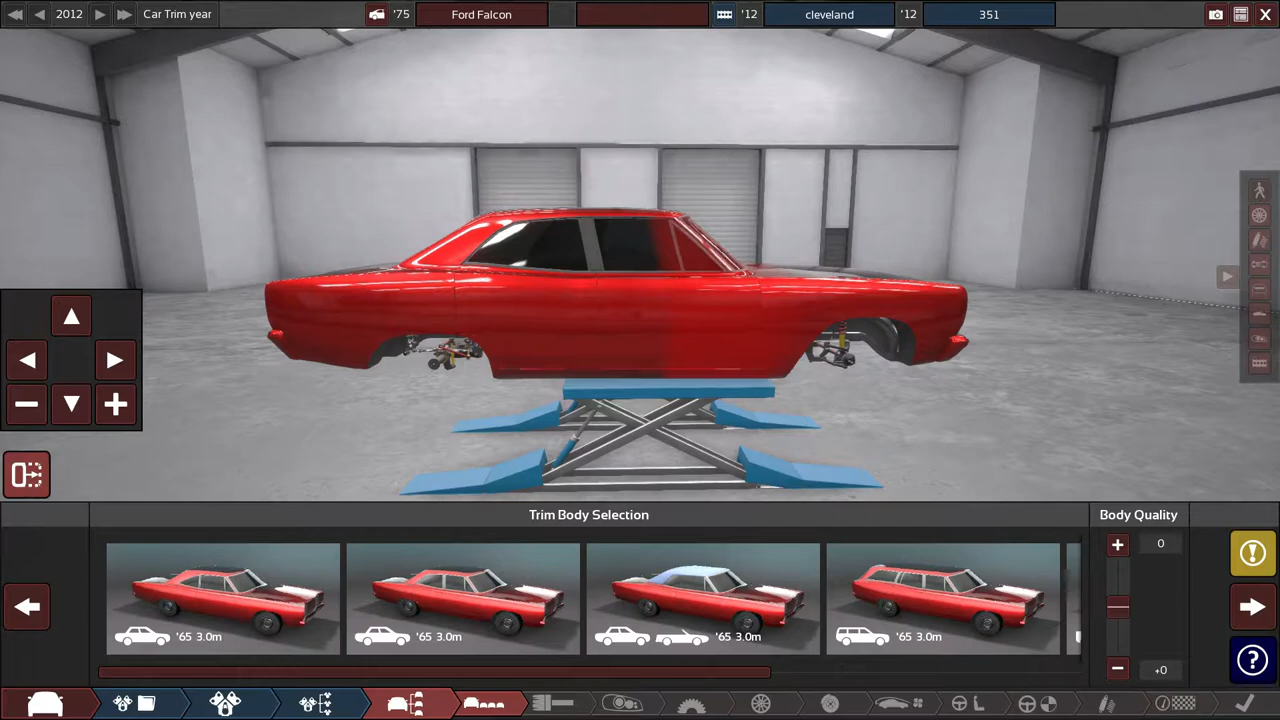 2012 Car Trim year '75 Ford Falcon '12 cleveland '12 351
Trim Body Selection Body Quality
0
'65 3.0m '65 3.0m '65 3.0m '65 3.0m
+0